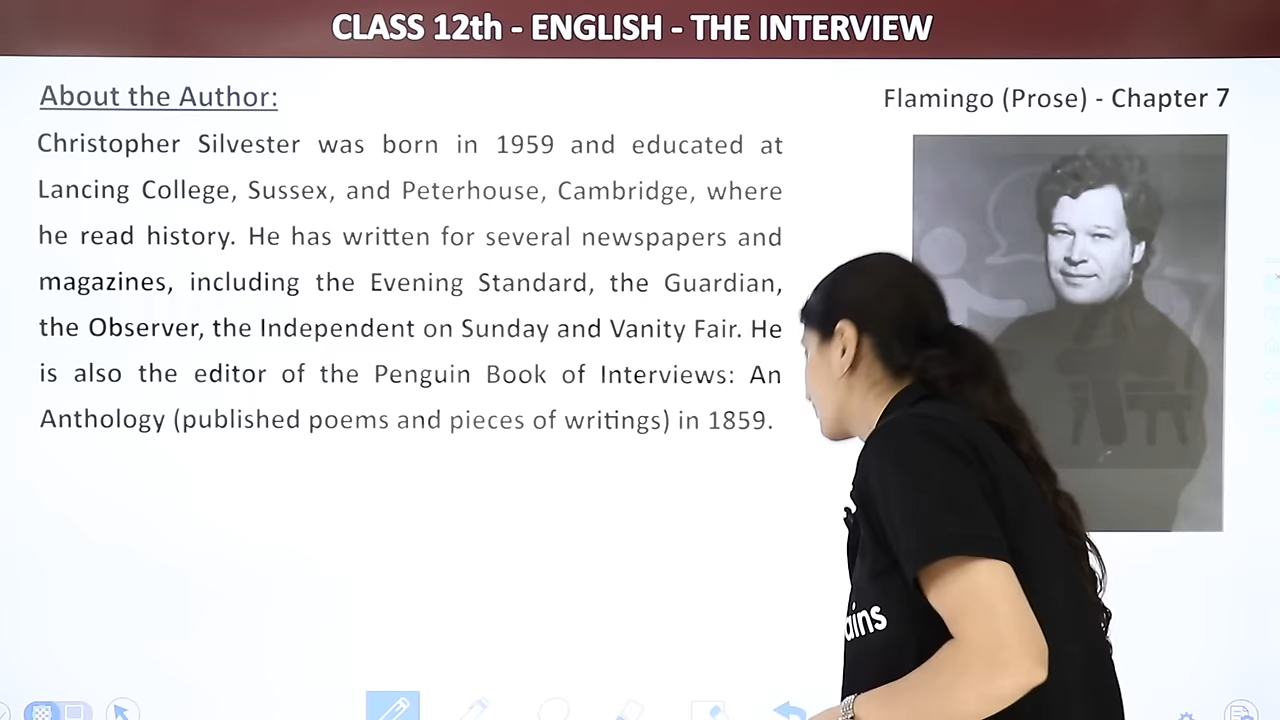 CLASS 12th - ENGLISH - THE INTERVIEW
About the Author:
Flamingo (Prose) - Chapter 7
Christopher Silvester was born in 1959 and educated at
Lancing College, Sussex, and Peterhouse, Cambridge, where
he read history. He has written for several newspapers and
magazines, including the Evening Standard, the Guardian,
the Observer, the Independent on Sunday and Vanity Fair. He
is also the editor of the Penguin Book of Interviews: An
Anthology (published poems and pieces of writings) in 1859.